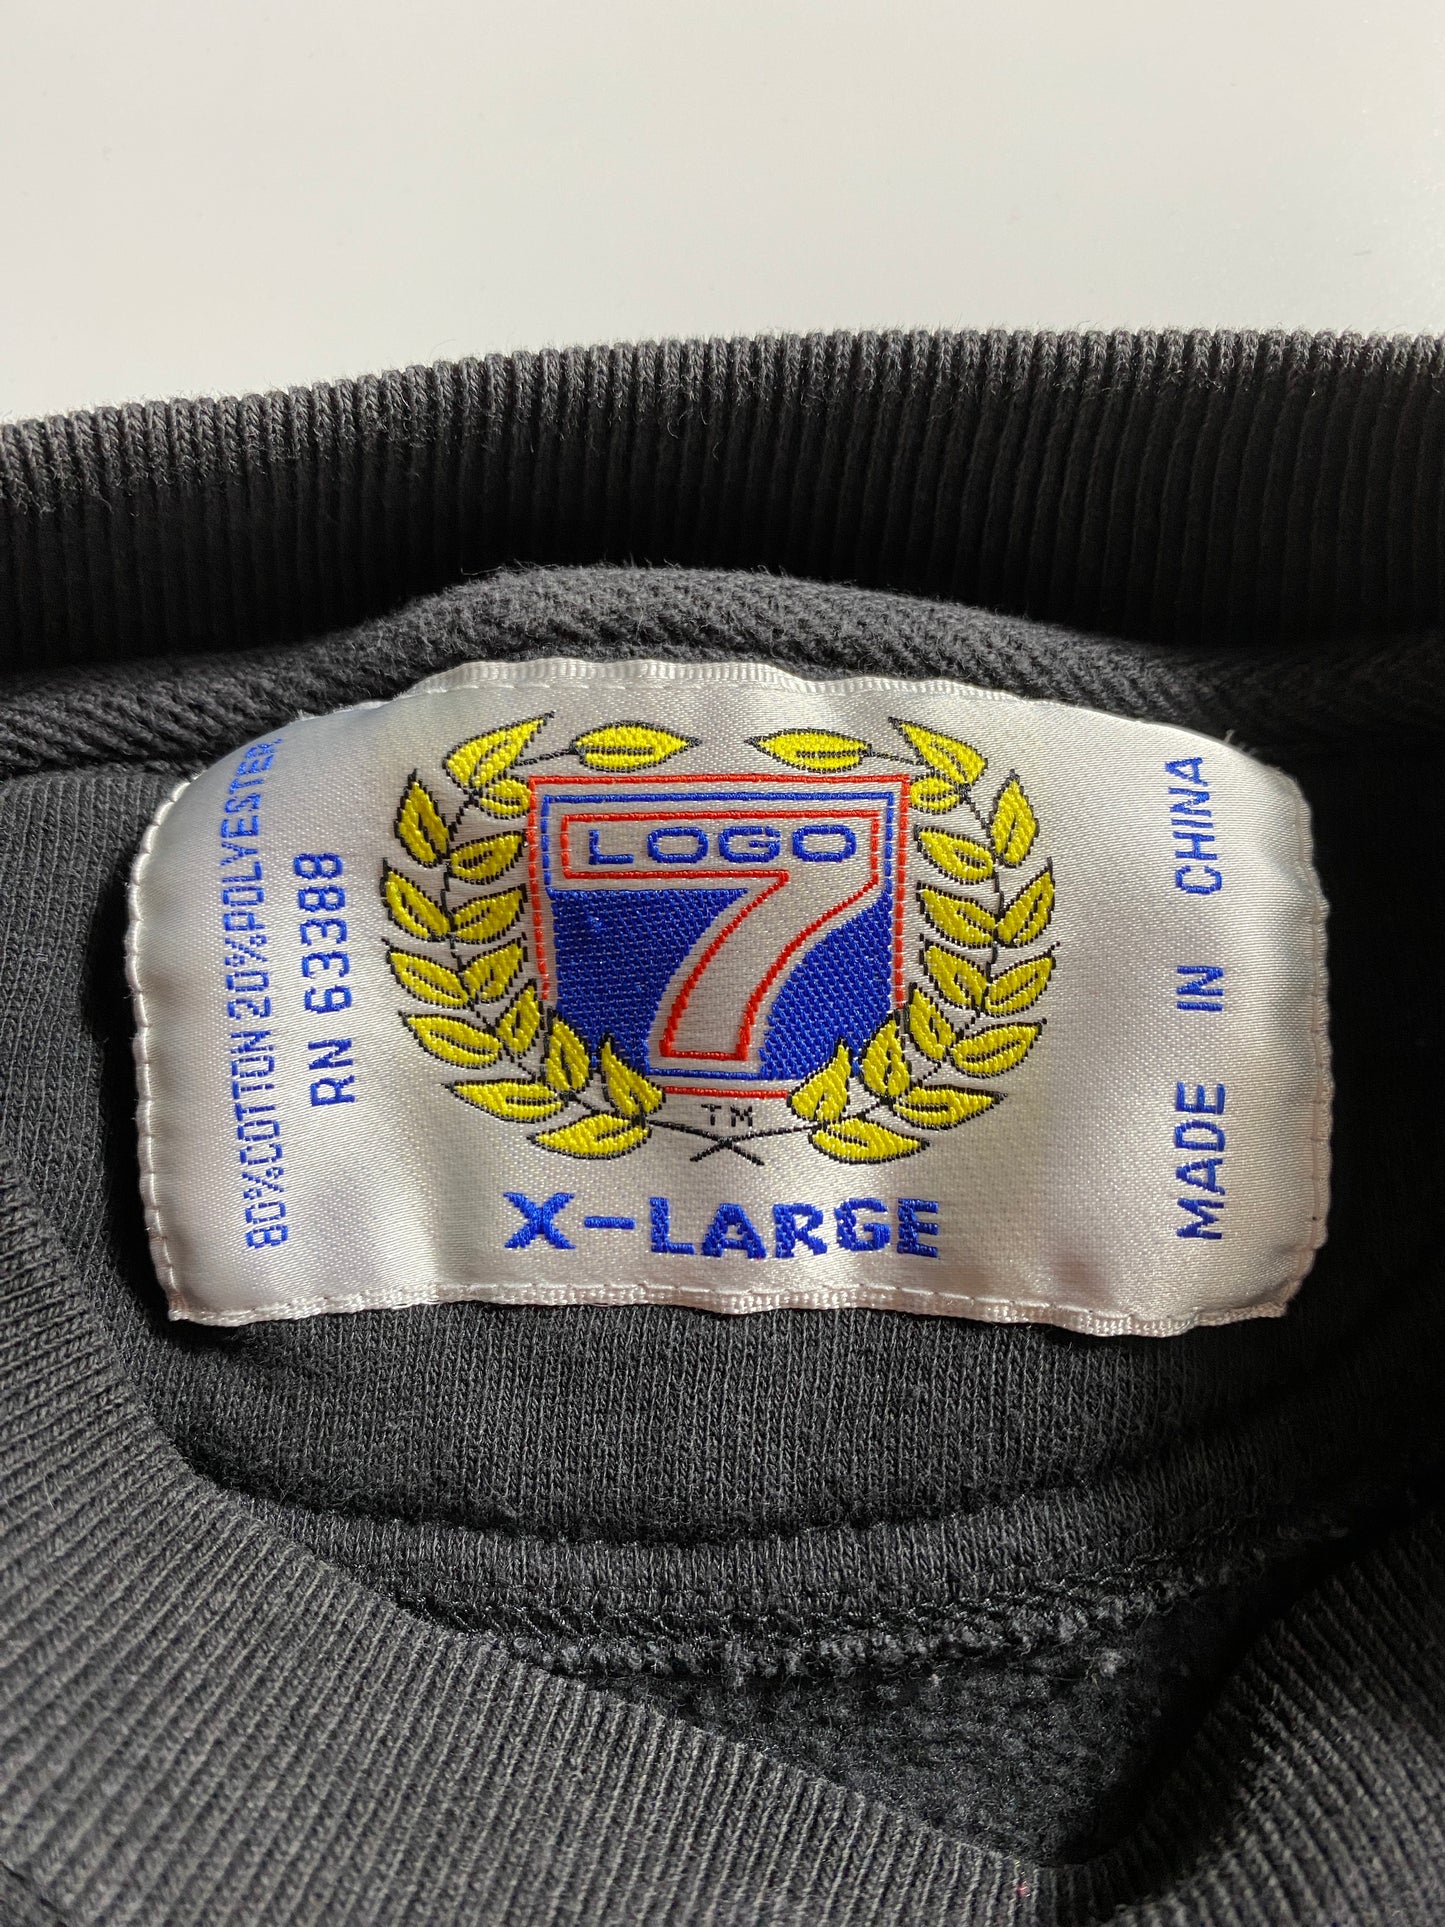 80%COTTON 20%POLYESTER
RN 63388
LOGO
7
TM
X-LARGE
MADE IN CHINA